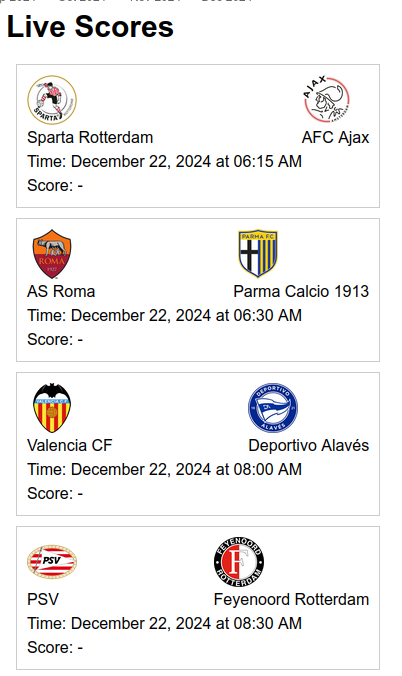 Live Scores
SPARTA
AJAX
Sparta Rotterdam AFC Ajax
Time: December 22, 2024 at 06:15 AM
Score: -
ROMA
1927
PARMA FC
AS Roma Parma Calcio 1913
Time: December 22, 2024 at 06:30 AM
Score: -
VALENCIA C.F.
DEPORTIVO
ALAVÉS
Valencia CF Deportivo Alavés
Time: December 22, 2024 at 08:00 AM
Score: -
PSV
FEYENOORD
ROTTERDAM
PSV Feyenoord Rotterdam
Time: December 22, 2024 at 08:30 AM
Score: -